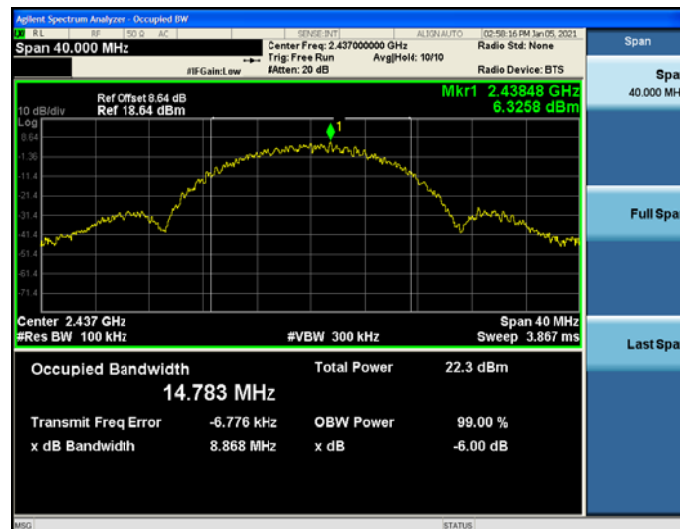 Agilent Spectrum Analyzer - Occupied BW
RL RF 50 Ω AC SENSE:INT ALIGN AUTO 02:58:16 PM Jan 05, 2021
Span 40.000 MHz
Center Freq: 2.437000000 GHz
Radio Std: None
Trig: Free Run Avg|Hold: 10/10
#IFGain:Low #Atten: 20 dB Radio Device: BTS
Ref Offset 8.64 dB
10 dB/div Ref 18.64 dBm
Mkr1 2.43848 GHz
6.3258 dBm
Log
1
8.64
-1.36
-11.4
-21.4
-31.4
-41.4
-51.4
-61.4
-71.4
Center 2.437 GHz Span 40 MHz
#Res BW 100 kHz #VBW 300 kHz Sweep 3.867 ms
Occupied Bandwidth Total Power 22.3 dBm
14.783 MHz
Transmit Freq Error -6.776 kHz OBW Power 99.00 %
x dB Bandwidth 8.868 MHz x dB -6.00 dB
MSG STATUS
Span
Spa
40.000 MH
Full Spa
Last Spa